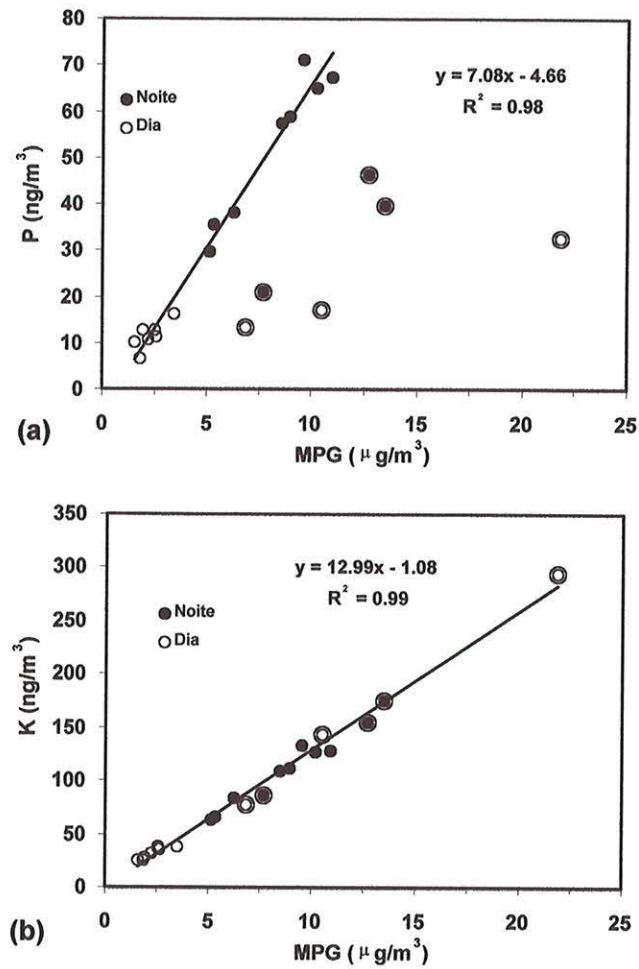 80
70
60
50
40
30
20
10
0
P (ng/m³)
Noite
Dia
y = 7.08x - 4.66
R² = 0.98
0 5 10 15 20 25
(a)
MPG ( μ g/m³)
350
300
250
200
150
100
50
0
K (ng/m³)
y = 12.99x - 1.08
R² = 0.99
Noite
Dia
0 5 10 15 20 25
(b)
MPG ( μ g/m³)